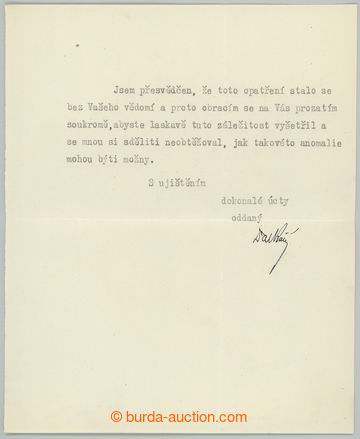 Jsem přesvědčen, že toto opatření stalo se
bez Vašeho vědomí a proto obracím se na Vás prozatím
soukromě,abyste laskavě tuto záležitost vyšetřil a
se mnou si sděliti neobtěžoval, jak takovéto anomalie
mohou býti možny.
S ujištěním
dokonalé úcty
oddaný
© burda-auction.com